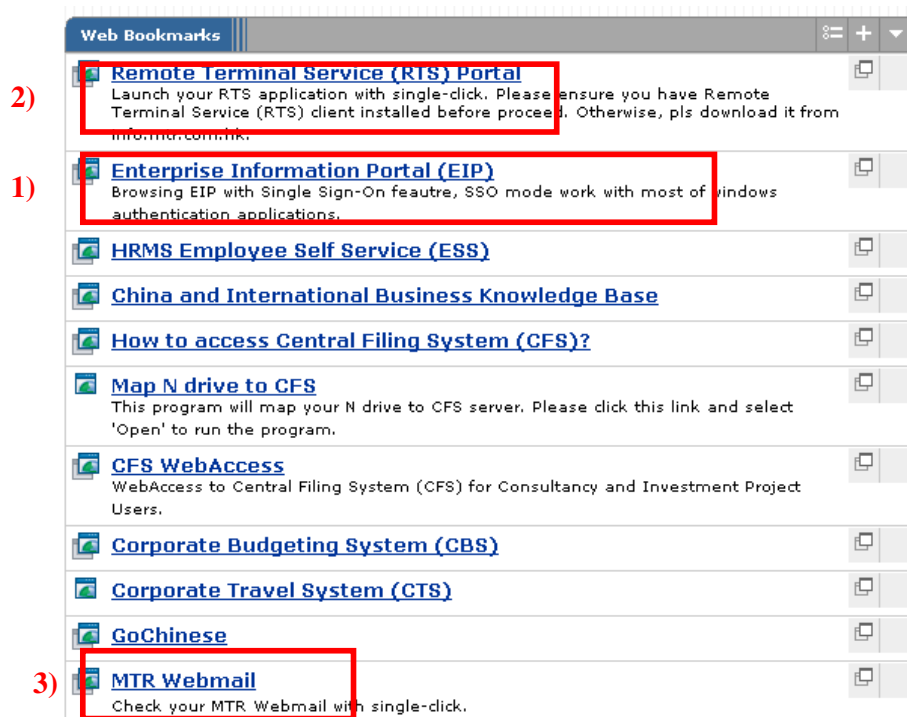 Web Bookmarks
2)
Remote Terminal Service (RTS) Portal
Launch your RTS application with single-click. Please ensure you have Remote
Terminal Service (RTS) client installed before proceed. Otherwise, pls download it from
info.mtr.com.hk.
1)
Enterprise Information Portal (EIP)
Browsing EIP with Single Sign-On feautre, SSO mode work with most of windows
authentication applications.
HRMS Employee Self Service (ESS)
China and International Business Knowledge Base
How to access Central Filing System (CFS)?
Map N drive to CFS
This program will map your N drive to CFS server. Please click this link and select
'Open' to run the program.
CFS WebAccess
WebAccess to Central Filing System (CFS) for Consultancy and Investment Project
Users.
Corporate Budgeting System (CBS)
Corporate Travel System (CTS)
GoChinese
3)
MTR Webmail
Check your MTR Webmail with single-click.